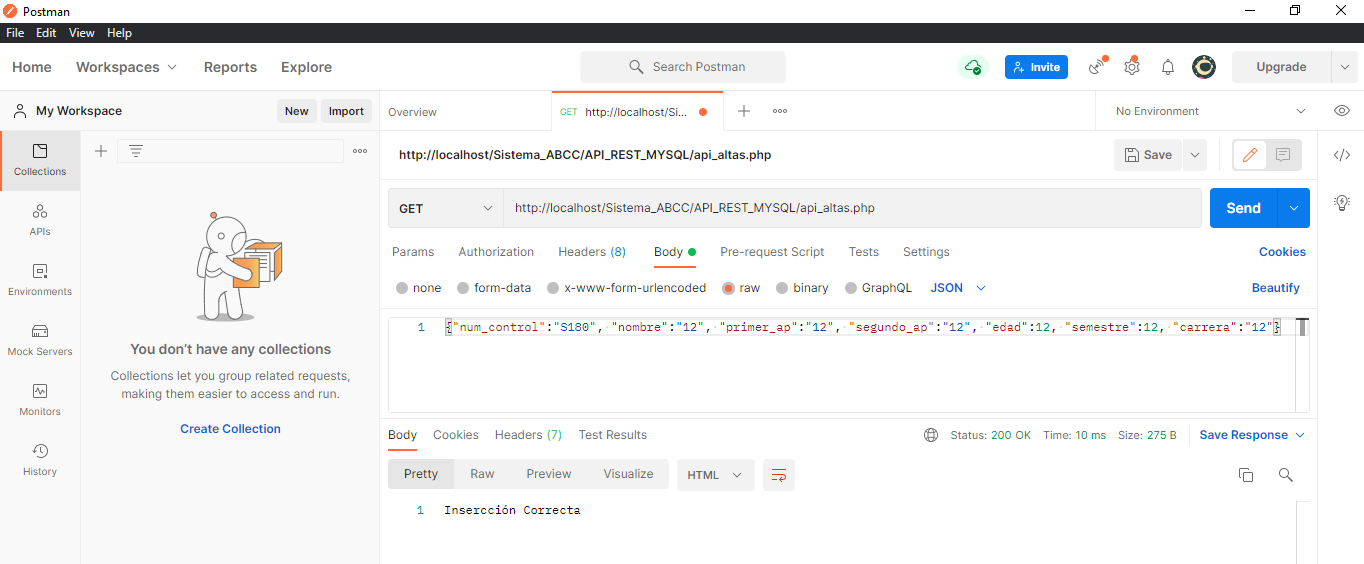 Postman
File Edit View Help
Home Workspaces Reports Explore Search Postman Invite Upgrade
My Workspace New Import
Overview GET http://localhost/Si... No Environment
Collections
APIs
Environments
Mock Servers
Monitors
History
You don't have any collections
Collections let you group related requests,
making them easier to access and run.
Create Collection
http://localhost/Sistema_ABCC/API_REST_MYSQL/api_altas.php Save
GET http://localhost/Sistema_ABCC/API_REST_MYSQL/api_altas.php Send
Params Authorization Headers (8) Body Pre-request Script Tests Settings Cookies
none form-data x-www-form-urlencoded raw binary GraphQL JSON Beautify
1 {"num_control":"S180", "nombre":"12", "primer_ap":"12", "segundo_ap":"12", "edad":12, "semestre":12, "carrera":"12"}
Body Cookies Headers (7) Test Results Status: 200 OK Time: 10 ms Size: 275 B Save Response
Pretty Raw Preview Visualize HTML
1 Insercción Correcta